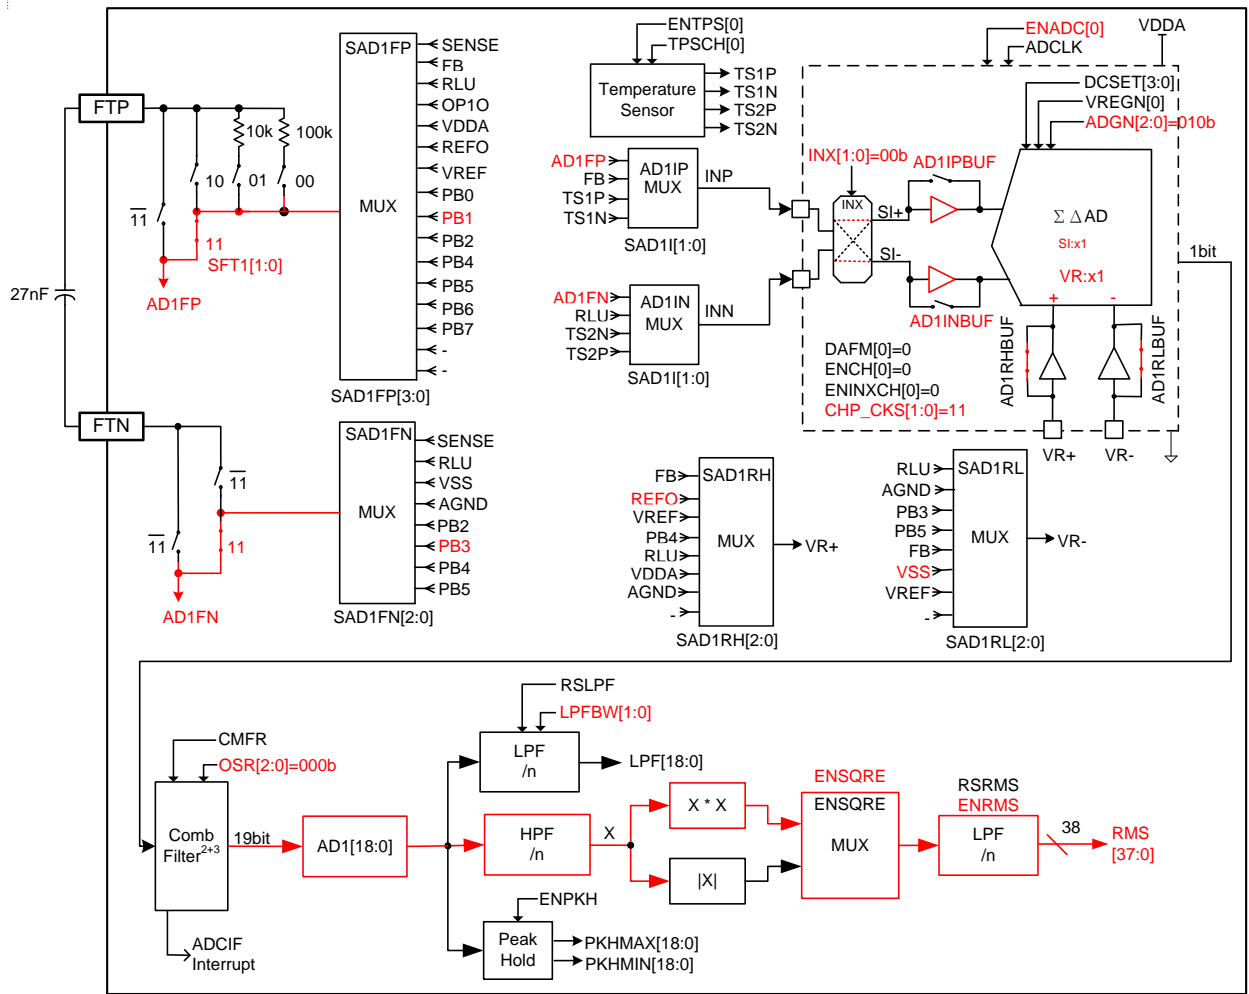 ENTPS[0]
TPSCH[0]
ENADC[0]
ADCLK
VDDA
SAD1FP
SENSE
FB
RLU
OP1O
VDDA
REFO
VREF
PB0
PB1
PB2
PB4
PB5
PB6
PB7
-
-
MUX
SAD1FP[3:0]
FTP
10k
100k
10
01
00
11
11
SFT1[1:0]
AD1FP
27nF
FTN
11
11
11
AD1FN
SAD1FN
SENSE
RLU
VSS
AGND
PB2
PB3
PB4
PB5
MUX
SAD1FN[2:0]
Temperature
Sensor
TS1P
TS1N
TS2P
TS2N
AD1FP
FB
TS1P
TS1N
AD1IP
MUX
INP
SAD1I[1:0]
AD1FN
RLU
TS2N
TS2P
AD1IN
MUX
INN
SAD1I[1:0]
DCSET[3:0]
VREGN[0]
ADGN[2:0]=010b
INX[1:0]=00b
INX
SI+
SI-
AD1IPBUF
AD1INBUF
Σ Δ AD
SI:x1
VR:x1
+
-
1bit
DAFM[0]=0
ENCH[0]=0
ENINXCH[0]=0
CHP_CKS[1:0]=11
AD1RHBUF
AD1RLBUF
VR+
VR-
FB
REFO
VREF
PB4
RLU
VDDA
AGND
-
SAD1RH
MUX
VR+
SAD1RH[2:0]
RLU
AGND
PB3
PB5
FB
VSS
VREF
-
SAD1RL
MUX
VR-
SAD1RL[2:0]
CMFR
OSR[2:0]=000b
Comb
Filter2+3
19bit
ADCIF
Interrupt
AD1[18:0]
RSLPF
LPFBW[1:0]
LPF
/n
LPF[18:0]
HPF
/n
X
X * X
|X|
ENPKH
Peak
Hold
PKHMAX[18:0]
PKHMIN[18:0]
ENSQRE
ENSQRE
MUX
RSRMS
ENRMS
LPF
/n
38
RMS
[37:0]